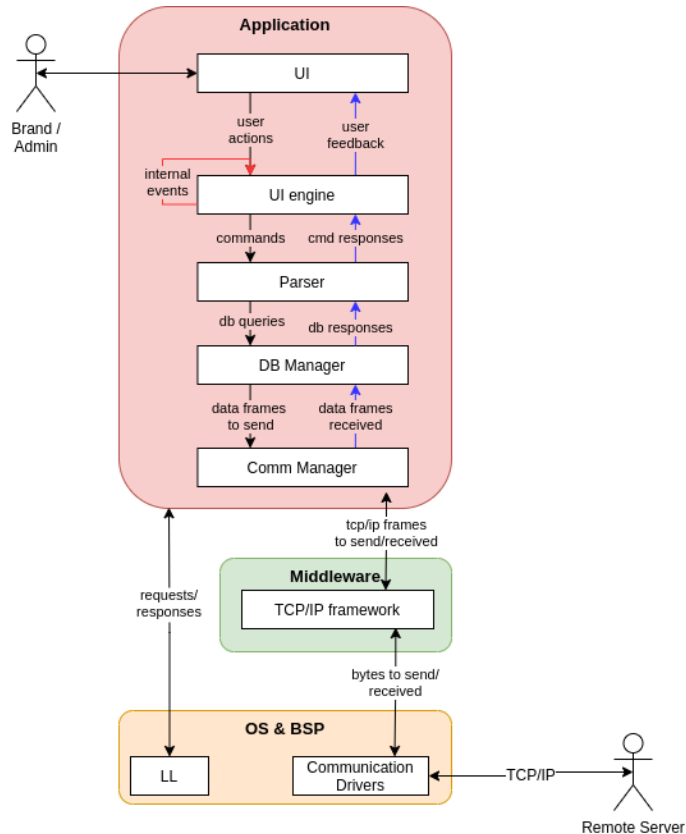 Application
UI
Brand /
Admin
user
actions
user
feedback
internal
events
UI engine
commands
cmd responses
Parser
db queries
db responses
DB Manager
data frames
to send
data frames
received
Comm Manager
tcp/ip frames
to send/received
Middleware
TCP/IP framework
requests/
responses
bytes to send/
received
OS & BSP
LL
Communication
Drivers
TCP/IP
Remote Server